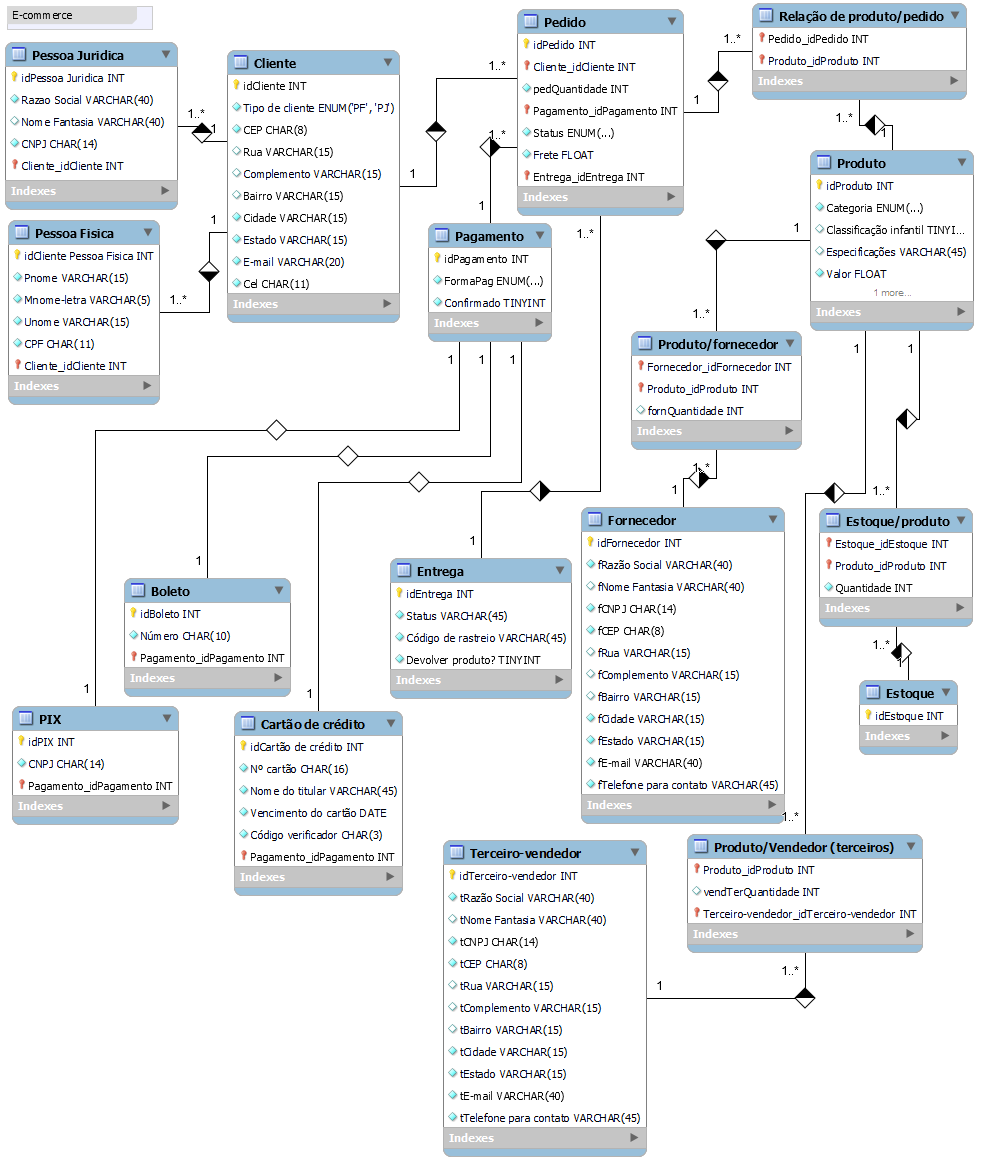 E-commerce
Pessoa Juridica
idPessoa Juridica INT
Razao Social VARCHAR(40)
Nome Fantasia VARCHAR(40)
CNPJ CHAR(14)
Cliente_idCliente INT
Indexes
Pessoa Fisica
idCliente Pessoa Fisica INT
Pnome VARCHAR(15)
Mnome-letra VARCHAR(5)
Unome VARCHAR(15)
CPF CHAR(11)
Cliente_idCliente INT
Indexes
Cliente
idCliente INT
Tipo de cliente ENUM('PF', 'PJ')
CEP CHAR(8)
Rua VARCHAR(15)
Complemento VARCHAR(15)
Bairro VARCHAR(15)
Cidade VARCHAR(15)
Estado VARCHAR(15)
E-mail VARCHAR(20)
Cel CHAR(11)
Indexes
Pedido
idPedido INT
Cliente_idCliente INT
pedQuantidade INT
Pagamento_idPagamento INT
Status ENUM(...)
Frete FLOAT
Entrega_idEntrega INT
Indexes
Relação de produto/pedido
Pedido_idPedido INT
Produto_idProduto INT
Indexes
Produto
idProduto INT
Categoria ENUM(...)
Classificação infantil TINYI...
Especificações VARCHAR(45)
Valor FLOAT
1 more...
Indexes
Pagamento
idPagamento INT
FormaPag ENUM(...)
Confirmado TINYINT
Indexes
Produto/fornecedor
Fornecedor_idFornecedor INT
Produto_idProduto INT
fornQuantidade INT
Indexes
Fornecedor
idFornecedor INT
fRazão Social VARCHAR(40)
fNome Fantasia VARCHAR(40)
fCNPJ CHAR(14)
fCEP CHAR(8)
fRua VARCHAR(15)
fComplemento VARCHAR(15)
fBairro VARCHAR(15)
fCidade VARCHAR(15)
fEstado VARCHAR(15)
fE-mail VARCHAR(40)
fTelefone para contato VARCHAR(45)
Indexes
Estoque/produto
Estoque_idEstoque INT
Produto_idProduto INT
Quantidade INT
Indexes
Estoque
idEstoque INT
Indexes
Entrega
idEntrega INT
Status VARCHAR(45)
Código de rastreio VARCHAR(45)
Devolver produto? TINYINT
Indexes
Boleto
idBoleto INT
Número CHAR(10)
Pagamento_idPagamento INT
Indexes
PIX
idPIX INT
CNPJ CHAR(14)
Pagamento_idPagamento INT
Indexes
Cartão de crédito
idCartão de crédito INT
Nº cartão CHAR(16)
Nome do titular VARCHAR(45)
Vencimento do cartão DATE
Código verificador CHAR(3)
Pagamento_idPagamento INT
Indexes
Terceiro-vendedor
idTerceiro-vendedor INT
tRazão Social VARCHAR(40)
tNome Fantasia VARCHAR(40)
tCNPJ CHAR(14)
tCEP CHAR(8)
tRua VARCHAR(15)
tComplemento VARCHAR(15)
tBairro VARCHAR(15)
tCidade VARCHAR(15)
tEstado VARCHAR(15)
tE-mail VARCHAR(40)
tTelefone para contato VARCHAR(45)
Indexes
Produto/Vendedor (terceiros)
Produto_idProduto INT
vendTerQuantidade INT
Terceiro-vendedor_idTerceiro-vendedor INT
Indexes
1..*
1
1
1..*
1..*
1
1..*
1
1..*
1
1..*
1
1..*
1
1
1..*
1..*
1
1
1
1
1
1
1
1
1
1..*
1..*
1
1..*
1..*
1